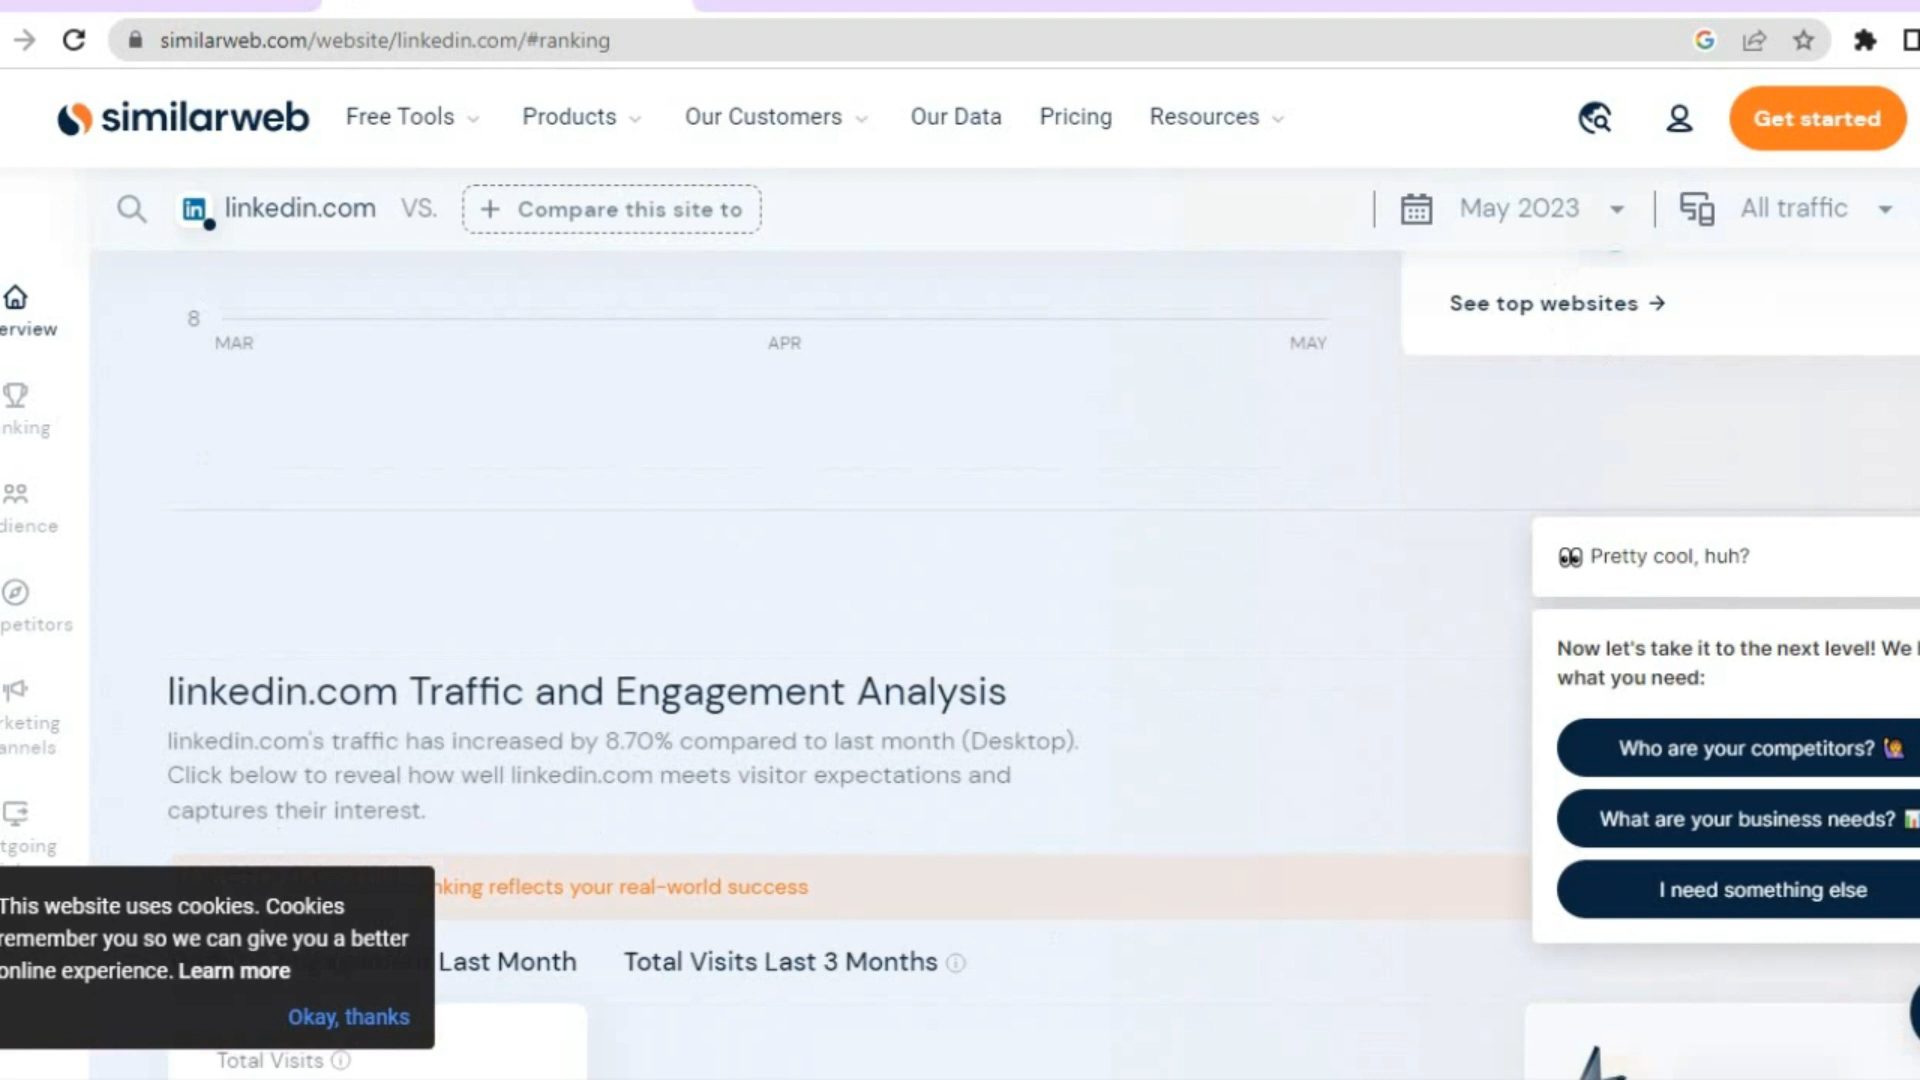 similarweb.com/website/linkedin.com/#ranking
similarweb Free Tools Products Our Customers Our Data Pricing Resources Get started
linkedin.com VS. + Compare this site to May 2023 All traffic
See top websites →
8
MAR APR MAY
erview
nking
dience
petitors
rketing
annels
tgoing
Pretty cool, huh?
Now let's take it to the next level! We
what you need:
Who are your competitors?
What are your business needs?
I need something else
linkedin.com Traffic and Engagement Analysis
linkedin.com's traffic has increased by 8.70% compared to last month (Desktop).
Click below to reveal how well linkedin.com meets visitor expectations and
captures their interest.
nking reflects your real-world success
Last Month Total Visits Last 3 Months
This website uses cookies. Cookies
remember you so we can give you a better
online experience. Learn more
Okay, thanks
Total Visits